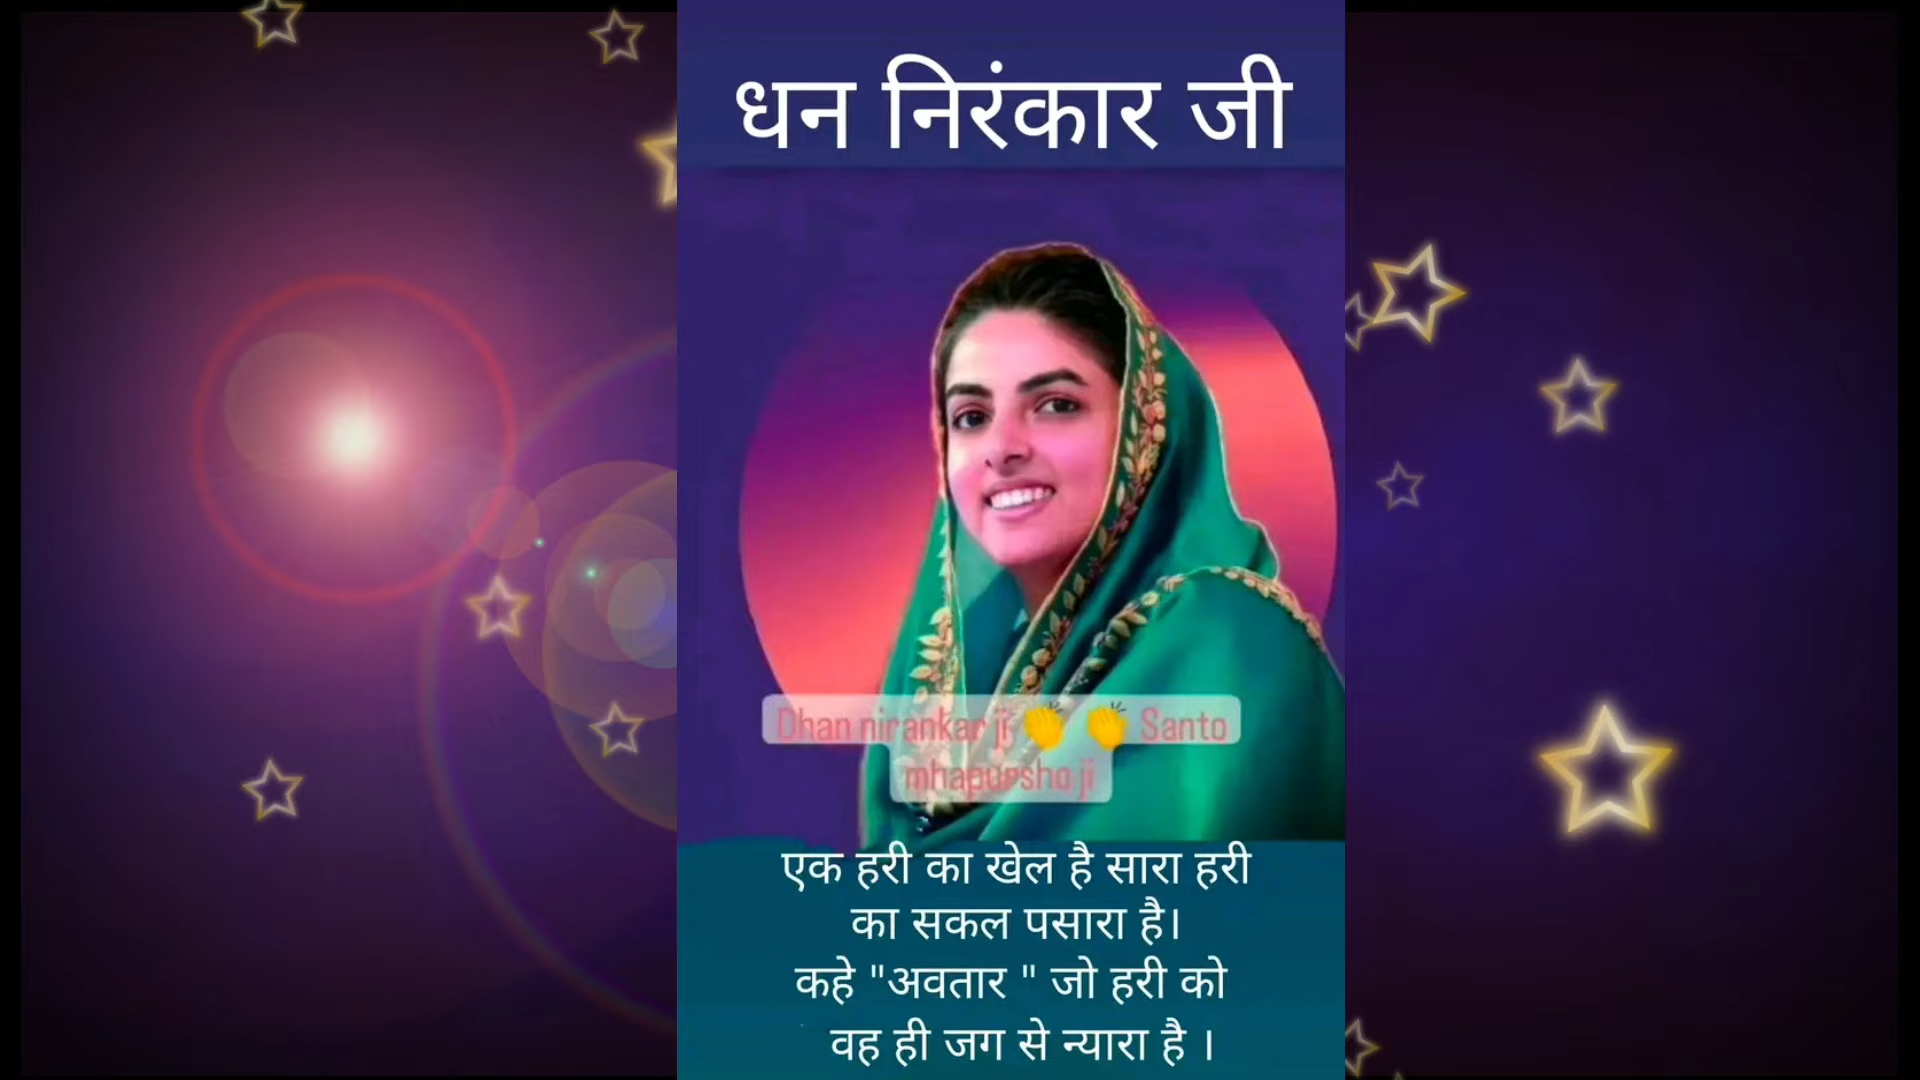 धन निरंकार जी
Dhan nirankar ji 👏 👏 Santo
mhapursho ji
एक हरी का खेल है सारा हरी
का सकल पसारा है।
कहे "अवतार " जो हरी को
वह ही जग से न्यारा है ।